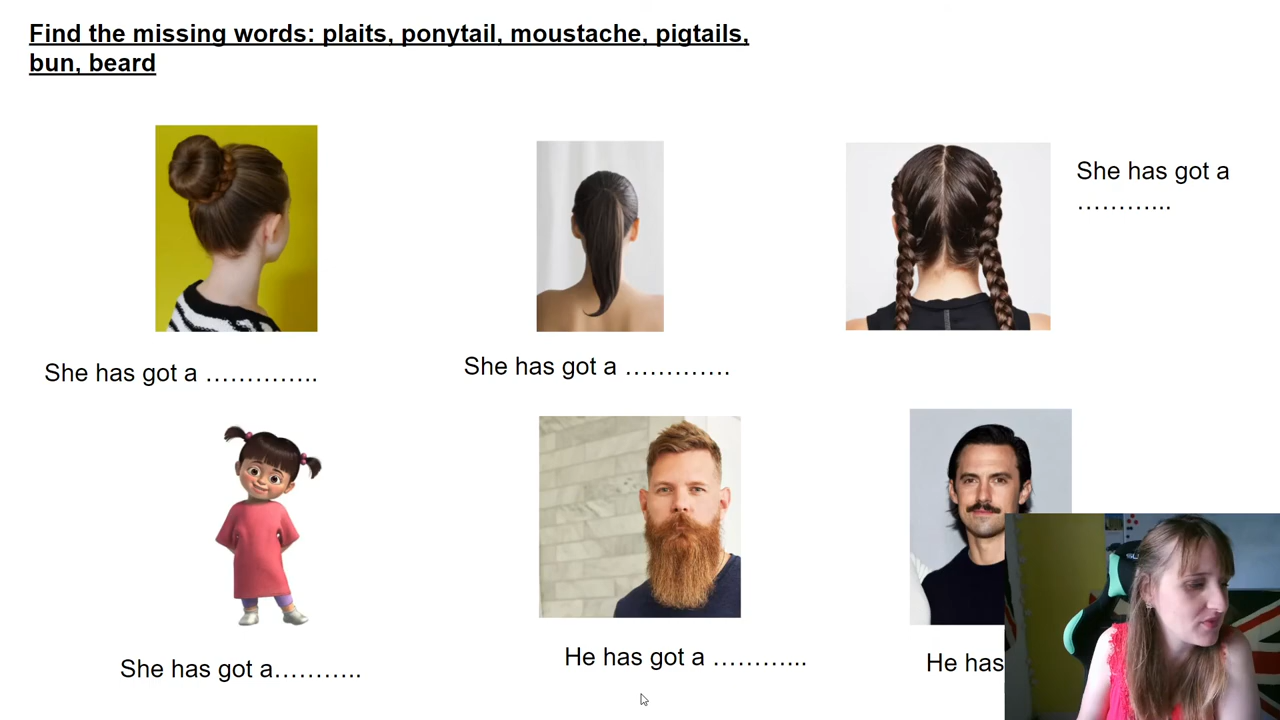 Find the missing words: plaits, ponytail, moustache, pigtails,
bun, beard
She has got a
………...
She has got a …………..
She has got a ………….
She has got a………..
He has got a ………...
He has